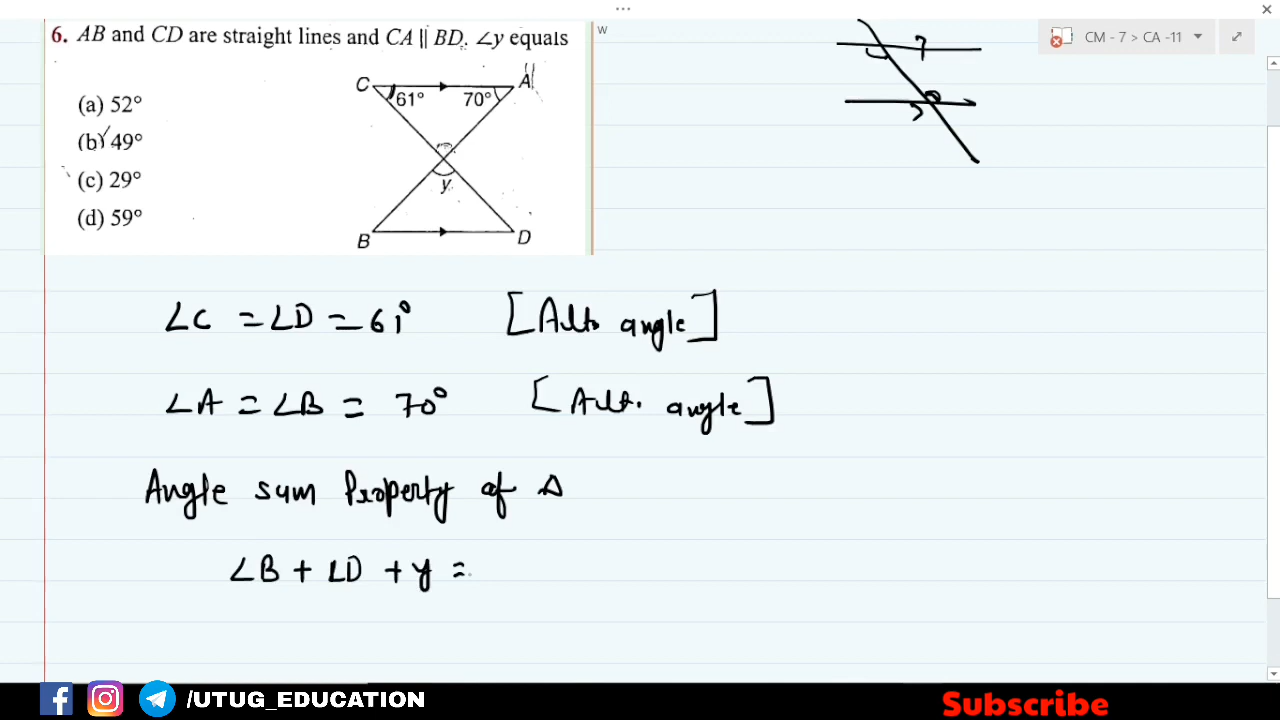 6. AB and CD are straight lines and CA || BD. ∠y equals
(a) 52°
(b) 49°
(c) 29°
(d) 59°
C
A
61°
70°
y
B
D
w
CM - 7 > CA -11
∠C = ∠D = 61° [Alt. angle]
∠A = ∠B = 70° [Alt. angle]
Angle sum Property of Δ
∠B + ∠D + y =
/UTUG_EDUCATION
Subscribe